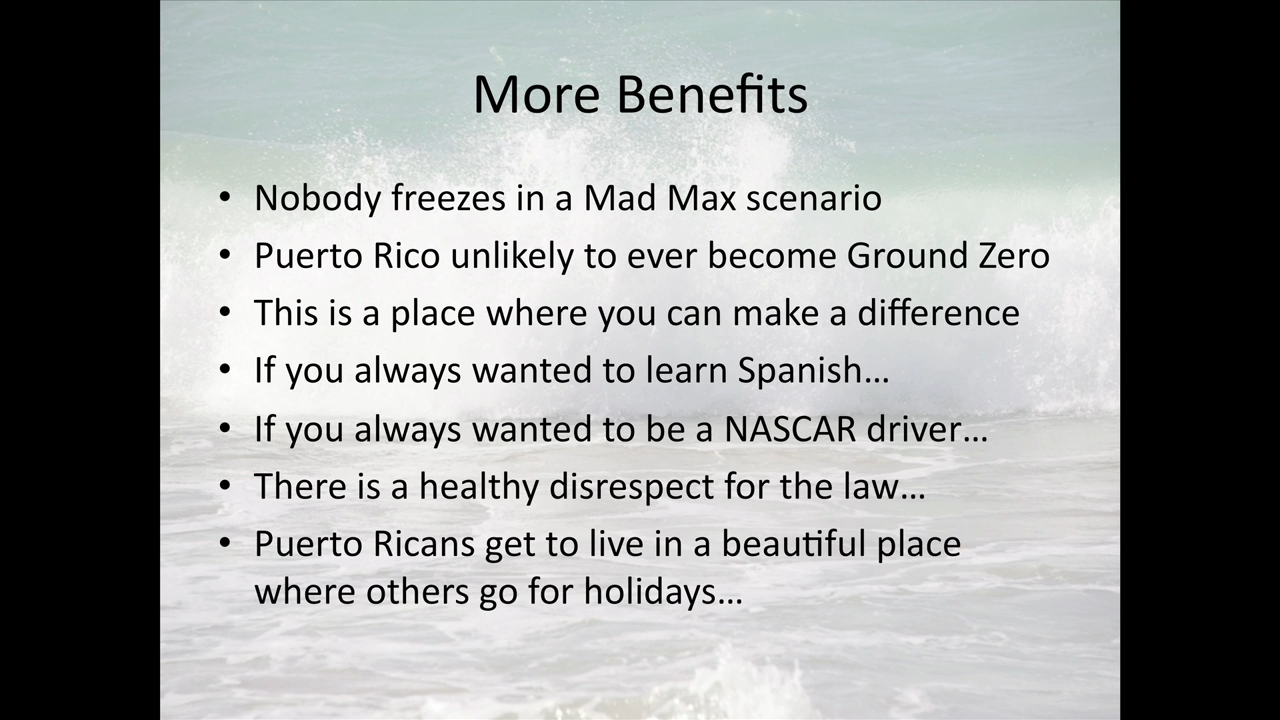 More Benefits
• Nobody freezes in a Mad Max scenario
• Puerto Rico unlikely to ever become Ground Zero
• This is a place where you can make a difference
• If you always wanted to learn Spanish…
• If you always wanted to be a NASCAR driver…
• There is a healthy disrespect for the law…
• Puerto Ricans get to live in a beautiful place
where others go for holidays…